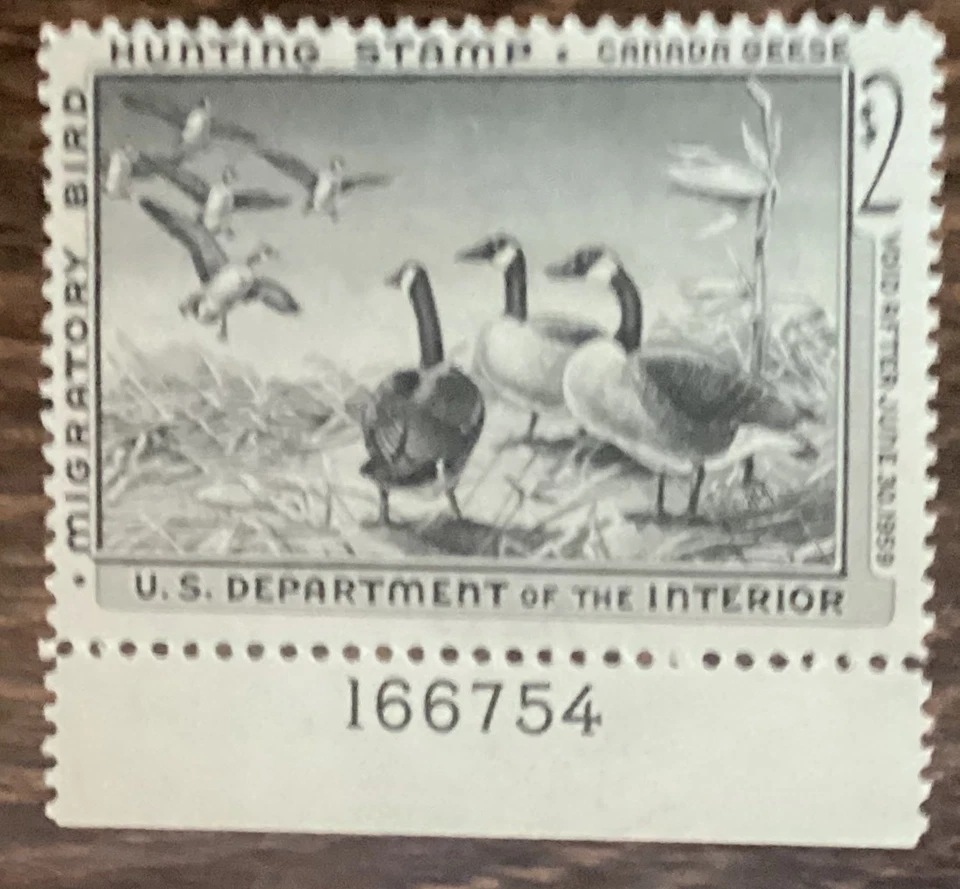 HUNTING STAMP • CANADA GEESE
• MIGRATORY BIRD
$2
VOID AFTER JUNE 30 1959
U.S. DEPARTMENT OF THE INTERIOR
166754